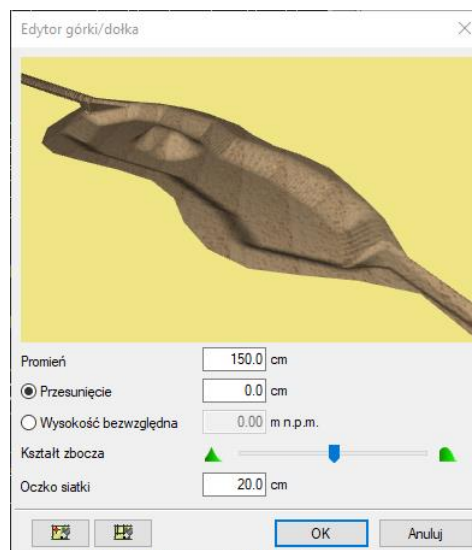 Edytor górki/dołka
Promień 150.0 cm
Przesunięcie 0.0 cm
Wysokość bezwzględna 0.00 m n.p.m.
Kształt zbocza
Oczko siatki 20.0 cm
OK Anuluj